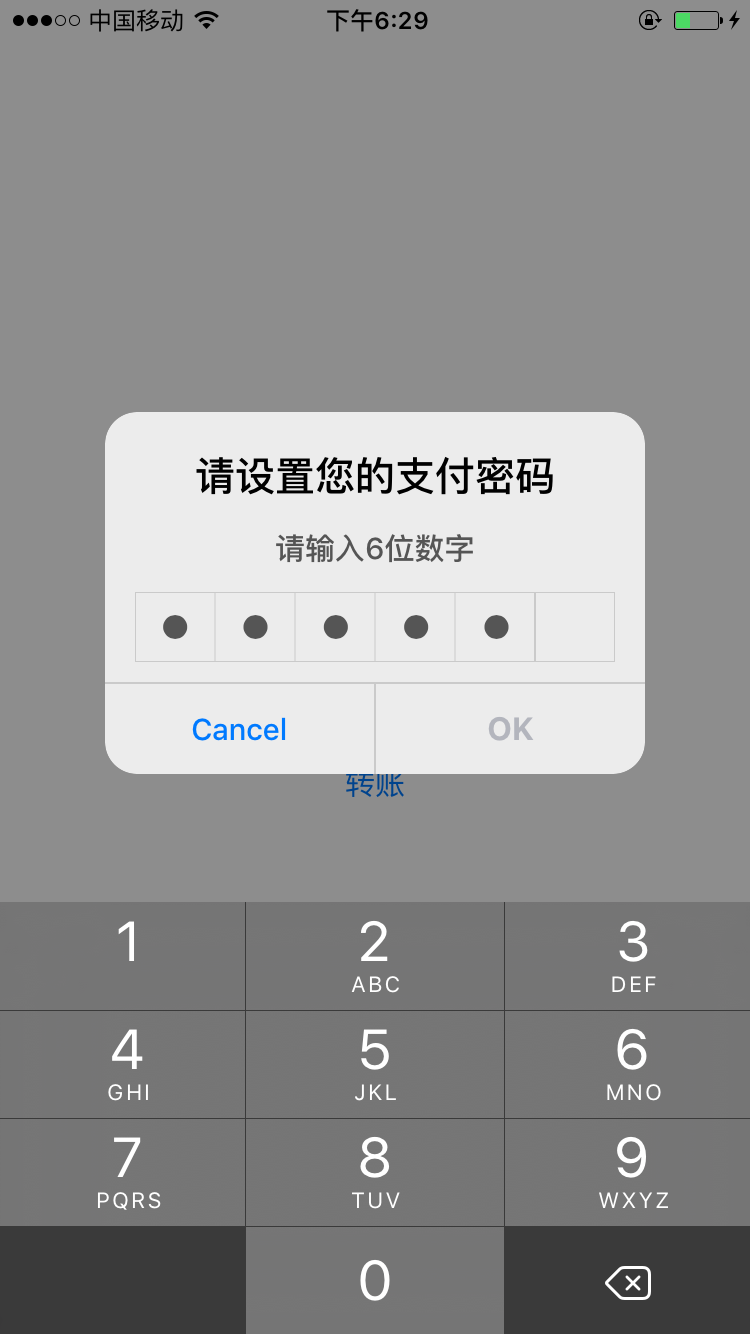 中国移动 下午6:29
请设置您的支付密码
请输入6位数字
Cancel OK
转账
1 2 3
ABC DEF
4 5 6
GHI JKL MNO
7 8 9
PQRS TUV WXYZ
0